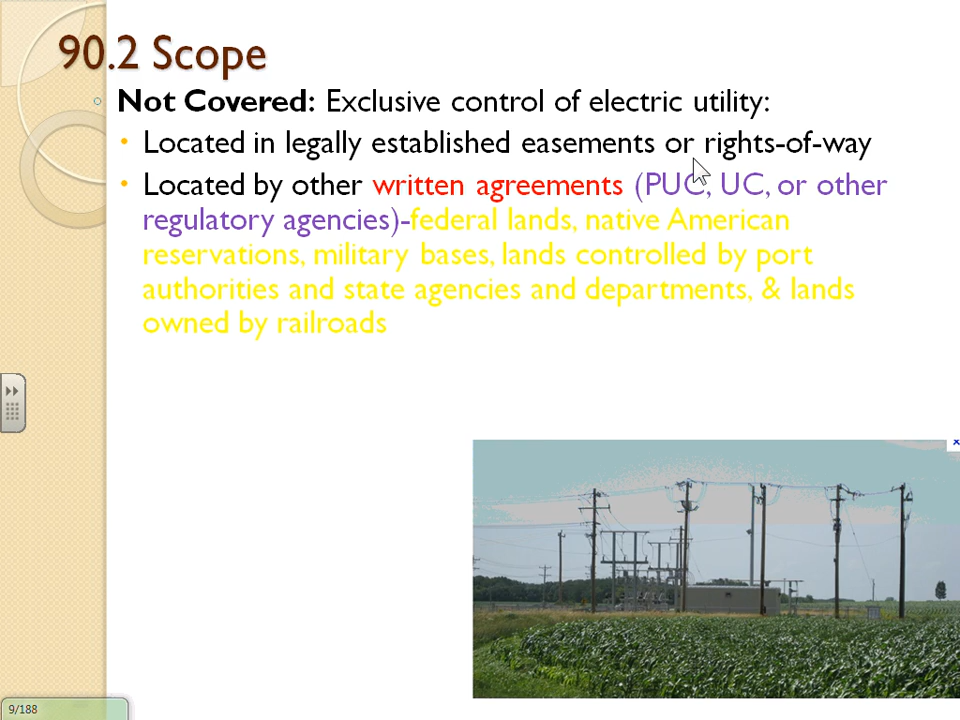 90.2 Scope
Not Covered: Exclusive control of electric utility:
Located in legally established easements or rights-of-way
Located by other written agreements (PUC, UC, or other
regulatory agencies)-federal lands, native American
reservations, military bases, lands controlled by port
authorities and state agencies and departments, & lands
owned by railroads
9/188